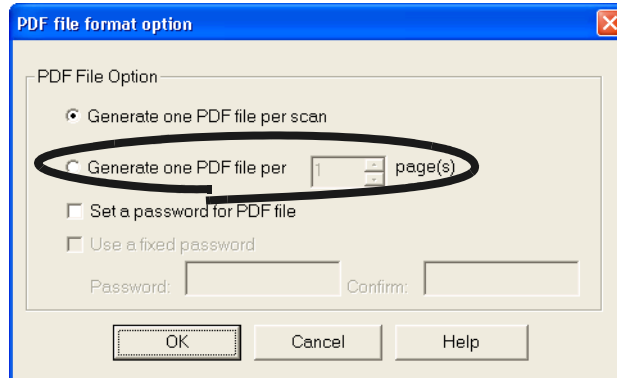 PDF file format option
PDF File Option
Generate one PDF file per scan
Generate one PDF file per 1 page(s)
Set a password for PDF file
Use a fixed password
Password: Confirm:
OK Cancel Help